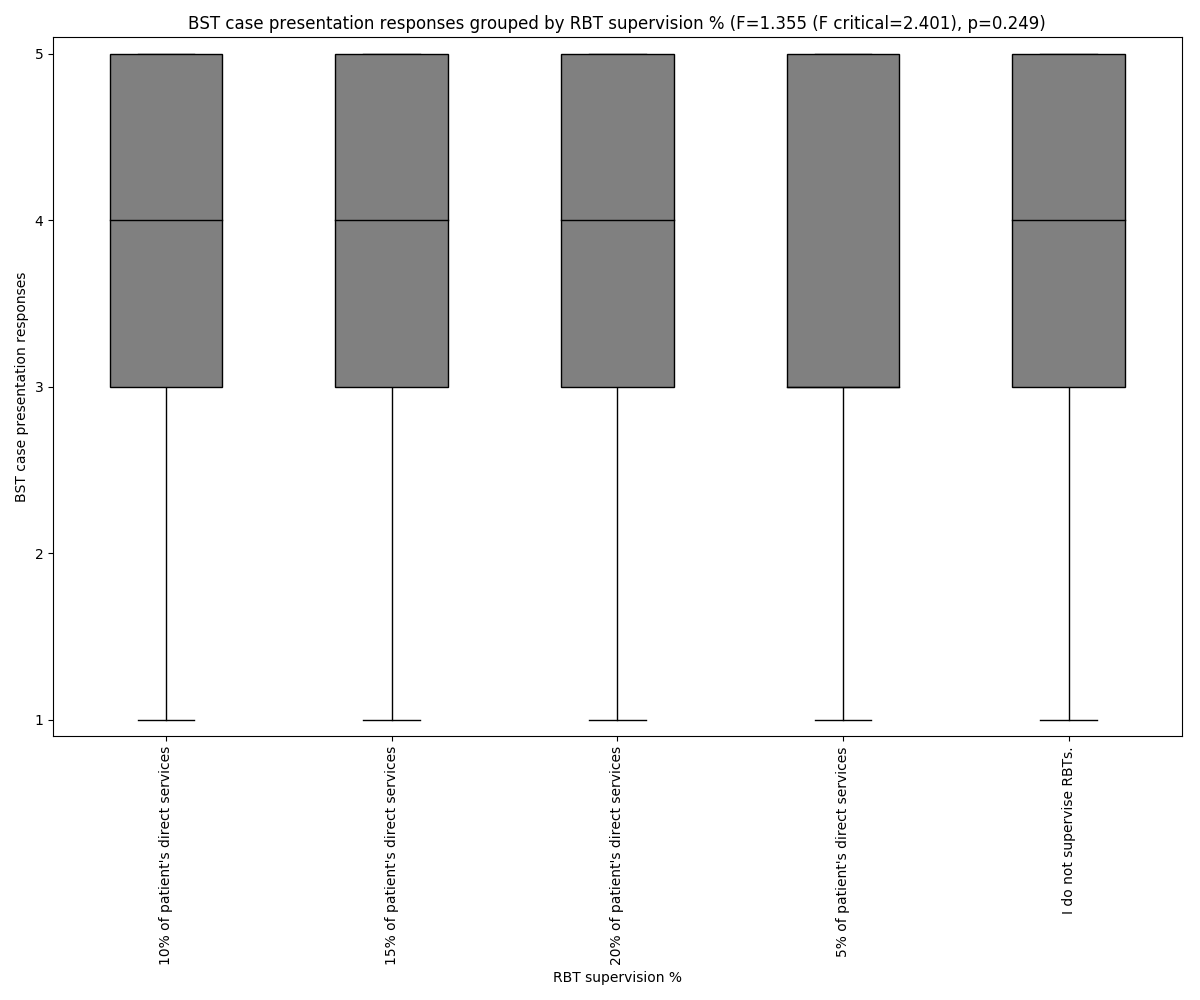 BST case presentation responses grouped by RBT supervision % (F=1.355 (F critical=2.401), p=0.249)
BST case presentation responses
5
4
3
2
1
10% of patient's direct services
15% of patient's direct services
20% of patient's direct services
5% of patient's direct services
I do not supervise RBTs.
RBT supervision %